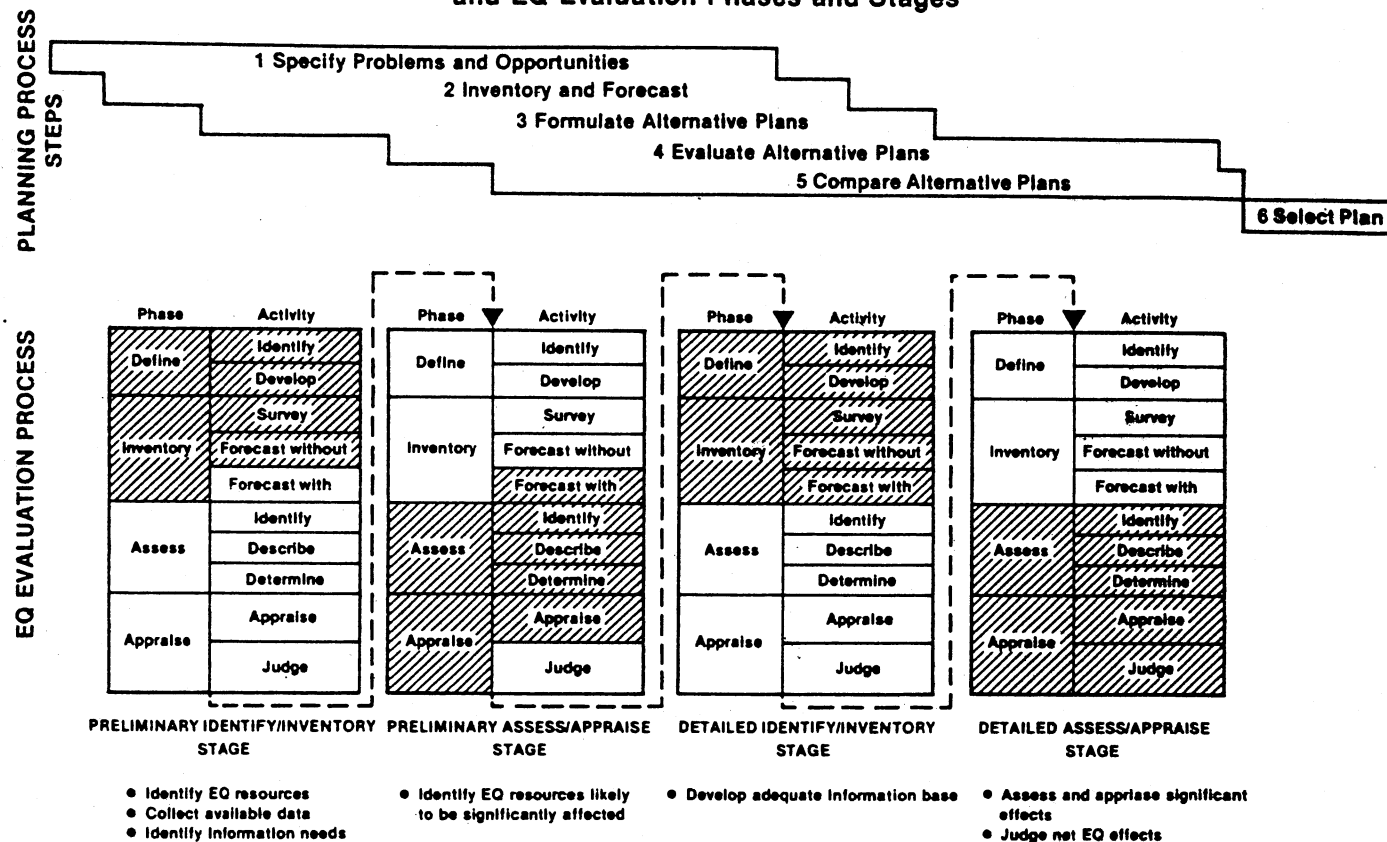 and EQ Evaluation Phases and Stages
PLANNING PROCESS
STEPS
1 Specify Problems and Opportunities
2 Inventory and Forecast
3 Formulate Alternative Plans
4 Evaluate Alternative Plans
5 Compare Alternative Plans
6 Select Plan
EQ EVALUATION PROCESS
Phase Activity
Define
Identify
Develop
Inventory
Survey
Forecast without
Forecast with
Assess
Identify
Describe
Determine
Appraise
Appraise
Judge
PRELIMINARY IDENTIFY/INVENTORY
STAGE
• Identify EQ resources
• Collect available data
• Identify Information needs
Phase Activity
Define
Identify
Develop
Inventory
Survey
Forecast without
Forecast with
Assess
Identify
Describe
Determine
Appraise
Appraise
Judge
PRELIMINARY ASSESS/APPRAISE
STAGE
• Identify EQ resources likely
to be significantly affected
Phase Activity
Define
Identify
Develop
Inventory
Survey
Forecast without
Forecast with
Assess
Identify
Describe
Determine
Appraise
Appraise
Judge
DETAILED IDENTIFY/INVENTORY
STAGE
• Develop adequate Information base
Phase Activity
Define
Identify
Develop
Inventory
Survey
Forecast without
Forecast with
Assess
Identify
Describe
Determine
Appraise
Appraise
Judge
DETAILED ASSESS/APPRAISE
STAGE
• Assess and appriase significant
effects
• Judge net EQ effects